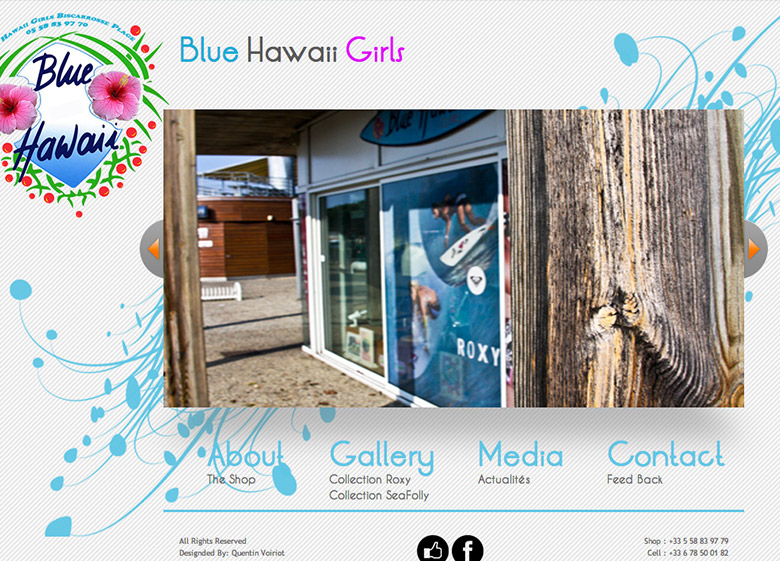 Hawaii Girls Biscarrosse Plage
05 58 83 97 70
Blue
Hawaii
Blue Hawaii Girls
Blue Hawaii
ROXY
About
The Shop
Gallery
Collection Roxy
Collection SeaFolly
Media
Actualités
Contact
Feed Back
All Rights Reserved
Designded By: Quentin Voiriot
Shop : +33 5 58 83 97 79
Cell : +33 6 78 50 01 82